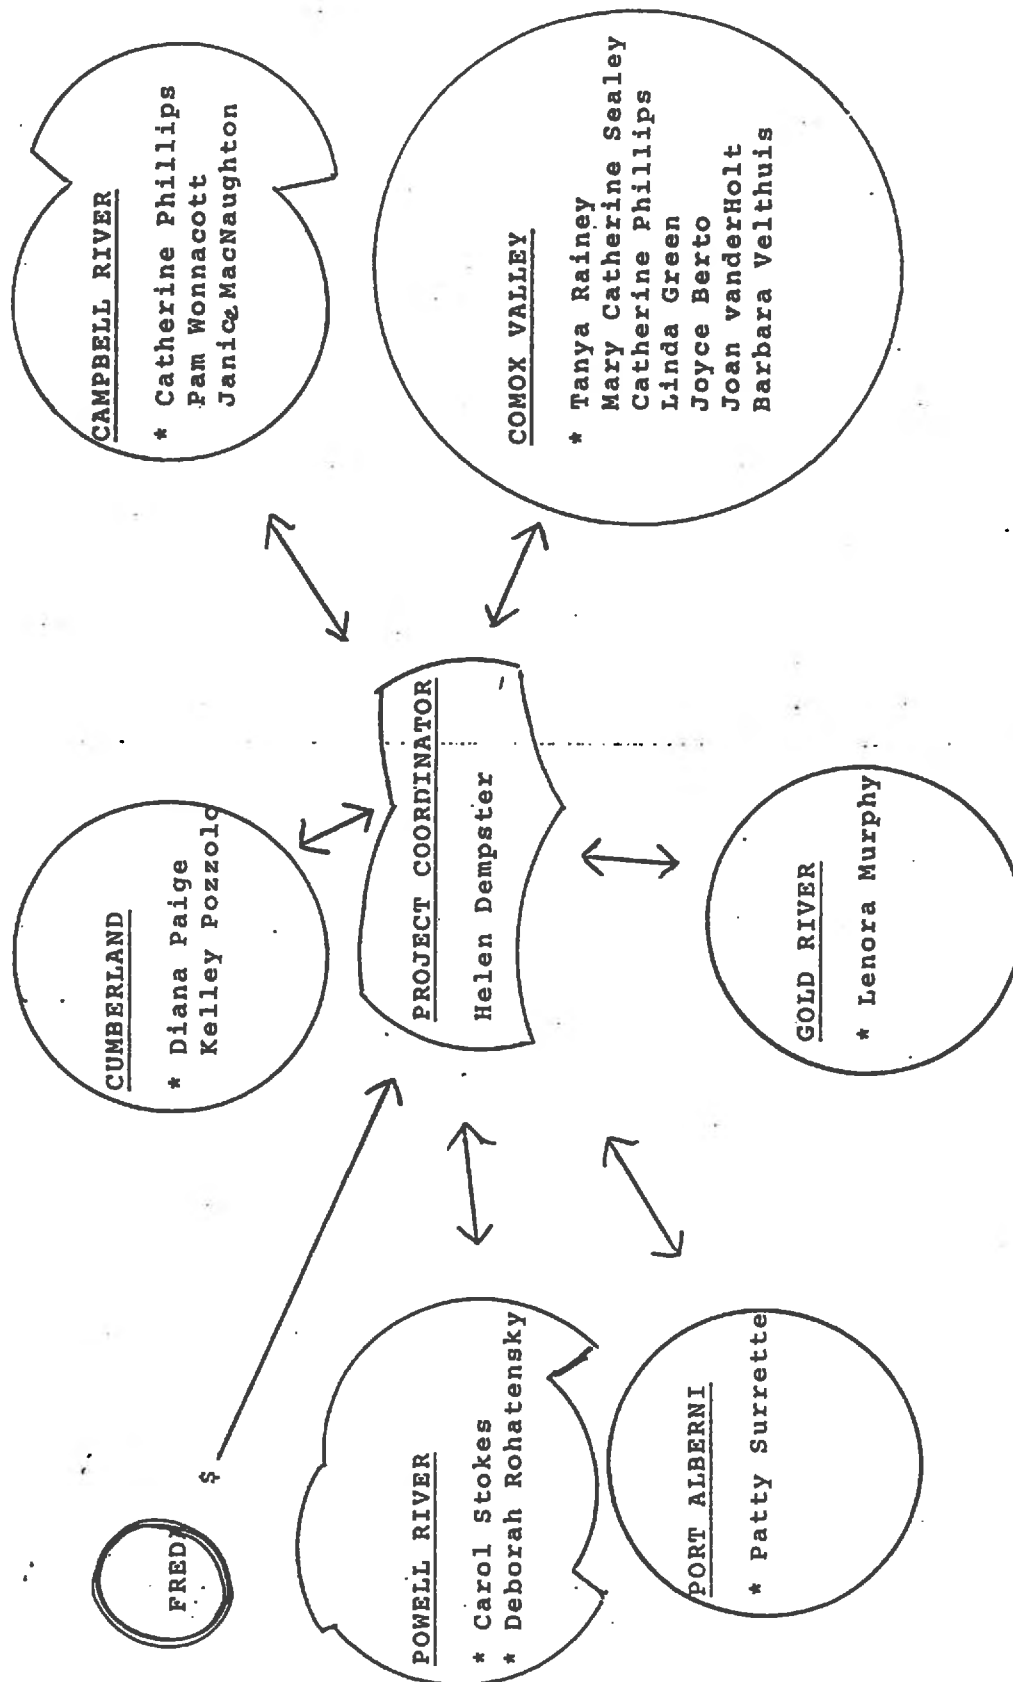 FREDA
$
CUMBERLAND
* Diana Paige
Kelley Pozzolo
CAMPBELL RIVER
* Catherine Phillips
Pam Wonnacott
Janice MacNaughton
POWELL RIVER
* Carol Stokes
* Deborah Rohatensky
PROJECT COORDINATOR
Helen Dempster
COMOX VALLEY
* Tanya Rainey
Mary Catherine Sealey
Catherine Phillips
Linda Green
Joyce Berto
Joan vanderHolt
Barbara Velthuis
PORT ALBERNI
* Patty Surrette
GOLD RIVER
* Lenora Murphy